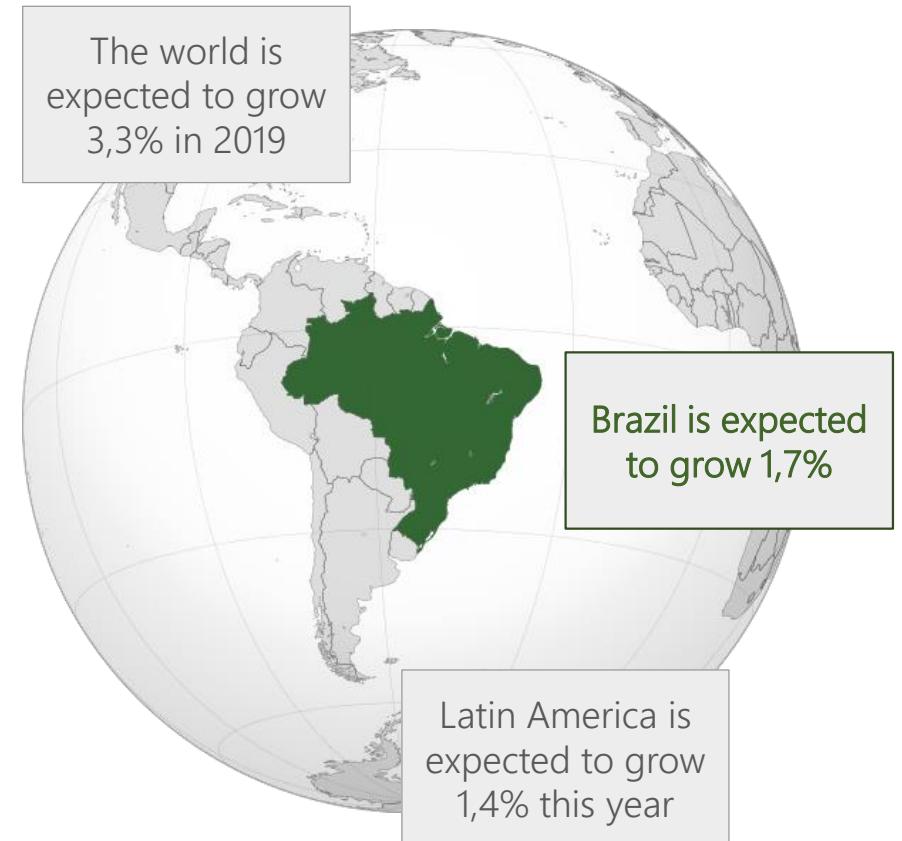 The world is
expected to grow
3,3% in 2019
Brazil is expected
to grow 1,7%
Latin America is
expected to grow
1,4% this year